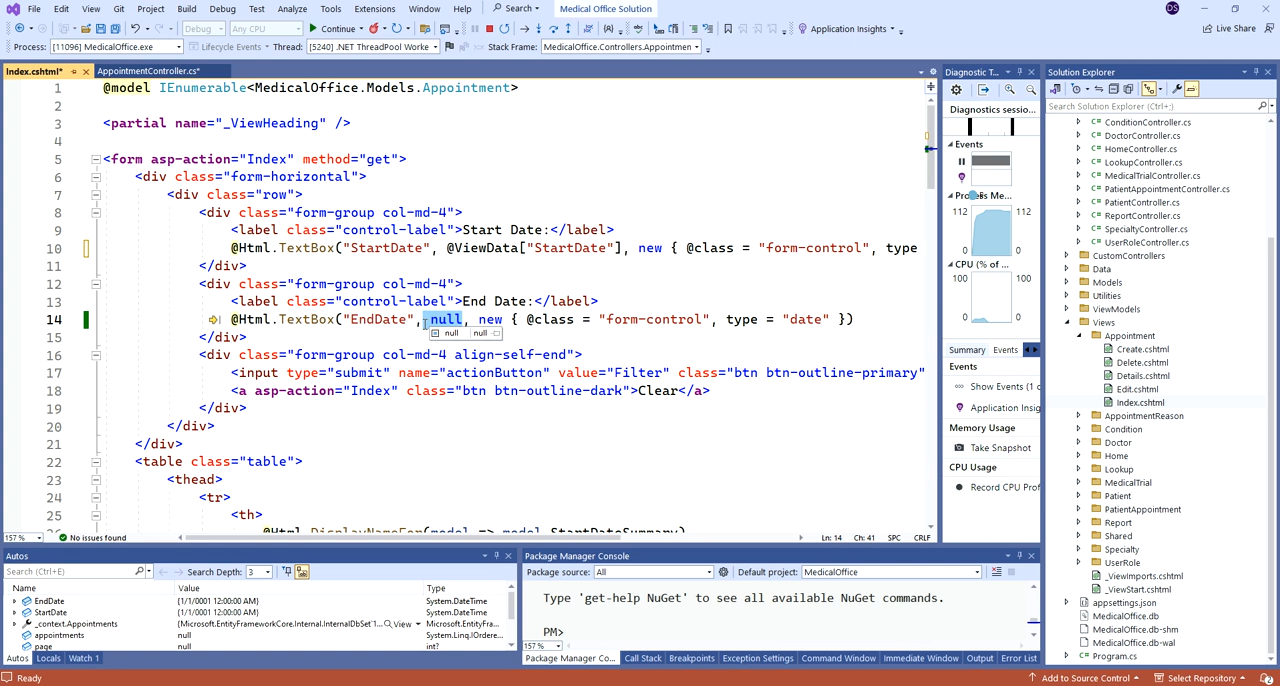 File Edit View Git Project Build Debug Test Analyze Tools Extensions Window Help Search Medical Office Solution DS
Debug Any CPU Continue Application Insights Live Share
Process: [11096] MedicalOffice.exe Lifecycle Events Thread: [5240] .NET ThreadPool Worke Stack Frame: MedicalOffice.Controllers.Appointmen
Index.cshtml* AppointmentController.cs*
1 @model IEnumerable<MedicalOffice.Models.Appointment>
2
3 <partial name="_ViewHeading" />
4
5 <form asp-action="Index" method="get">
6 <div class="form-horizontal">
7 <div class="row">
8 <div class="form-group col-md-4">
9 <label class="control-label">Start Date:</label>
10 @Html.TextBox("StartDate", @ViewData["StartDate"], new { @class = "form-control", type
11 </div>
12 <div class="form-group col-md-4">
13 <label class="control-label">End Date:</label>
14 @Html.TextBox("EndDate", null, new { @class = "form-control", type = "date" })
null null
15 </div>
16 <div class="form-group col-md-4 align-self-end">
17 <input type="submit" name="actionButton" value="Filter" class="btn btn-outline-primary"
18 <a asp-action="Index" class="btn btn-outline-dark">Clear</a>
19 </div>
20 </div>
21 </div>
22 <table class="table">
23 <thead>
24 <tr>
25 <th>
@Html.DisplayNameFor(model => model.StartDateSummary)
157 % No issues found Ln: 14 Ch: 41 SPC CRLF
Diagnostic T...
Diagnostics sessio...
Events
Process Me...
112 112
0 0
CPU (% of ...
100 100
0 0
Summary Events
Events
Show Events (1 o
Application Insig
Memory Usage
Take Snapshot
CPU Usage
Record CPU Prof
Solution Explorer
Search Solution Explorer (Ctrl+;)
C# ConditionController.cs
C# DoctorController.cs
C# HomeController.cs
C# LookupController.cs
C# MedicalTrialController.cs
C# PatientAppointmentController.cs
C# PatientController.cs
C# ReportController.cs
C# SpecialtyController.cs
C# UserRoleController.cs
CustomControllers
Data
Models
Utilities
ViewModels
Views
Appointment
Create.cshtml
Delete.cshtml
Details.cshtml
Edit.cshtml
Index.cshtml
AppointmentReason
Condition
Doctor
Home
Lookup
MedicalTrial
Patient
PatientAppointment
Report
Shared
Specialty
UserRole
_ViewImports.cshtml
_ViewStart.cshtml
appsettings.json
MedicalOffice.db
MedicalOffice.db-shm
MedicalOffice.db-wal
Program.cs
Autos
Search (Ctrl+E) Search Depth: 3
Name Value Type
EndDate {1/1/0001 12:00:00 AM} System.DateTime
StartDate {1/1/0001 12:00:00 AM} System.DateTime
_context.Appointments {Microsoft.EntityFrameworkCore.Internal.InternalDbSet`1... View Microsoft.EntityFra...
appointments null System.Linq.IOrdere...
page null int?
Autos Locals Watch 1
Package Manager Console
Package source: All Default project: MedicalOffice
Type 'get-help NuGet' to see all available NuGet commands.
PM>
157 %
Package Manager Co... Call Stack Breakpoints Exception Settings Command Window Immediate Window Output Error List
Ready Add to Source Control Select Repository 2